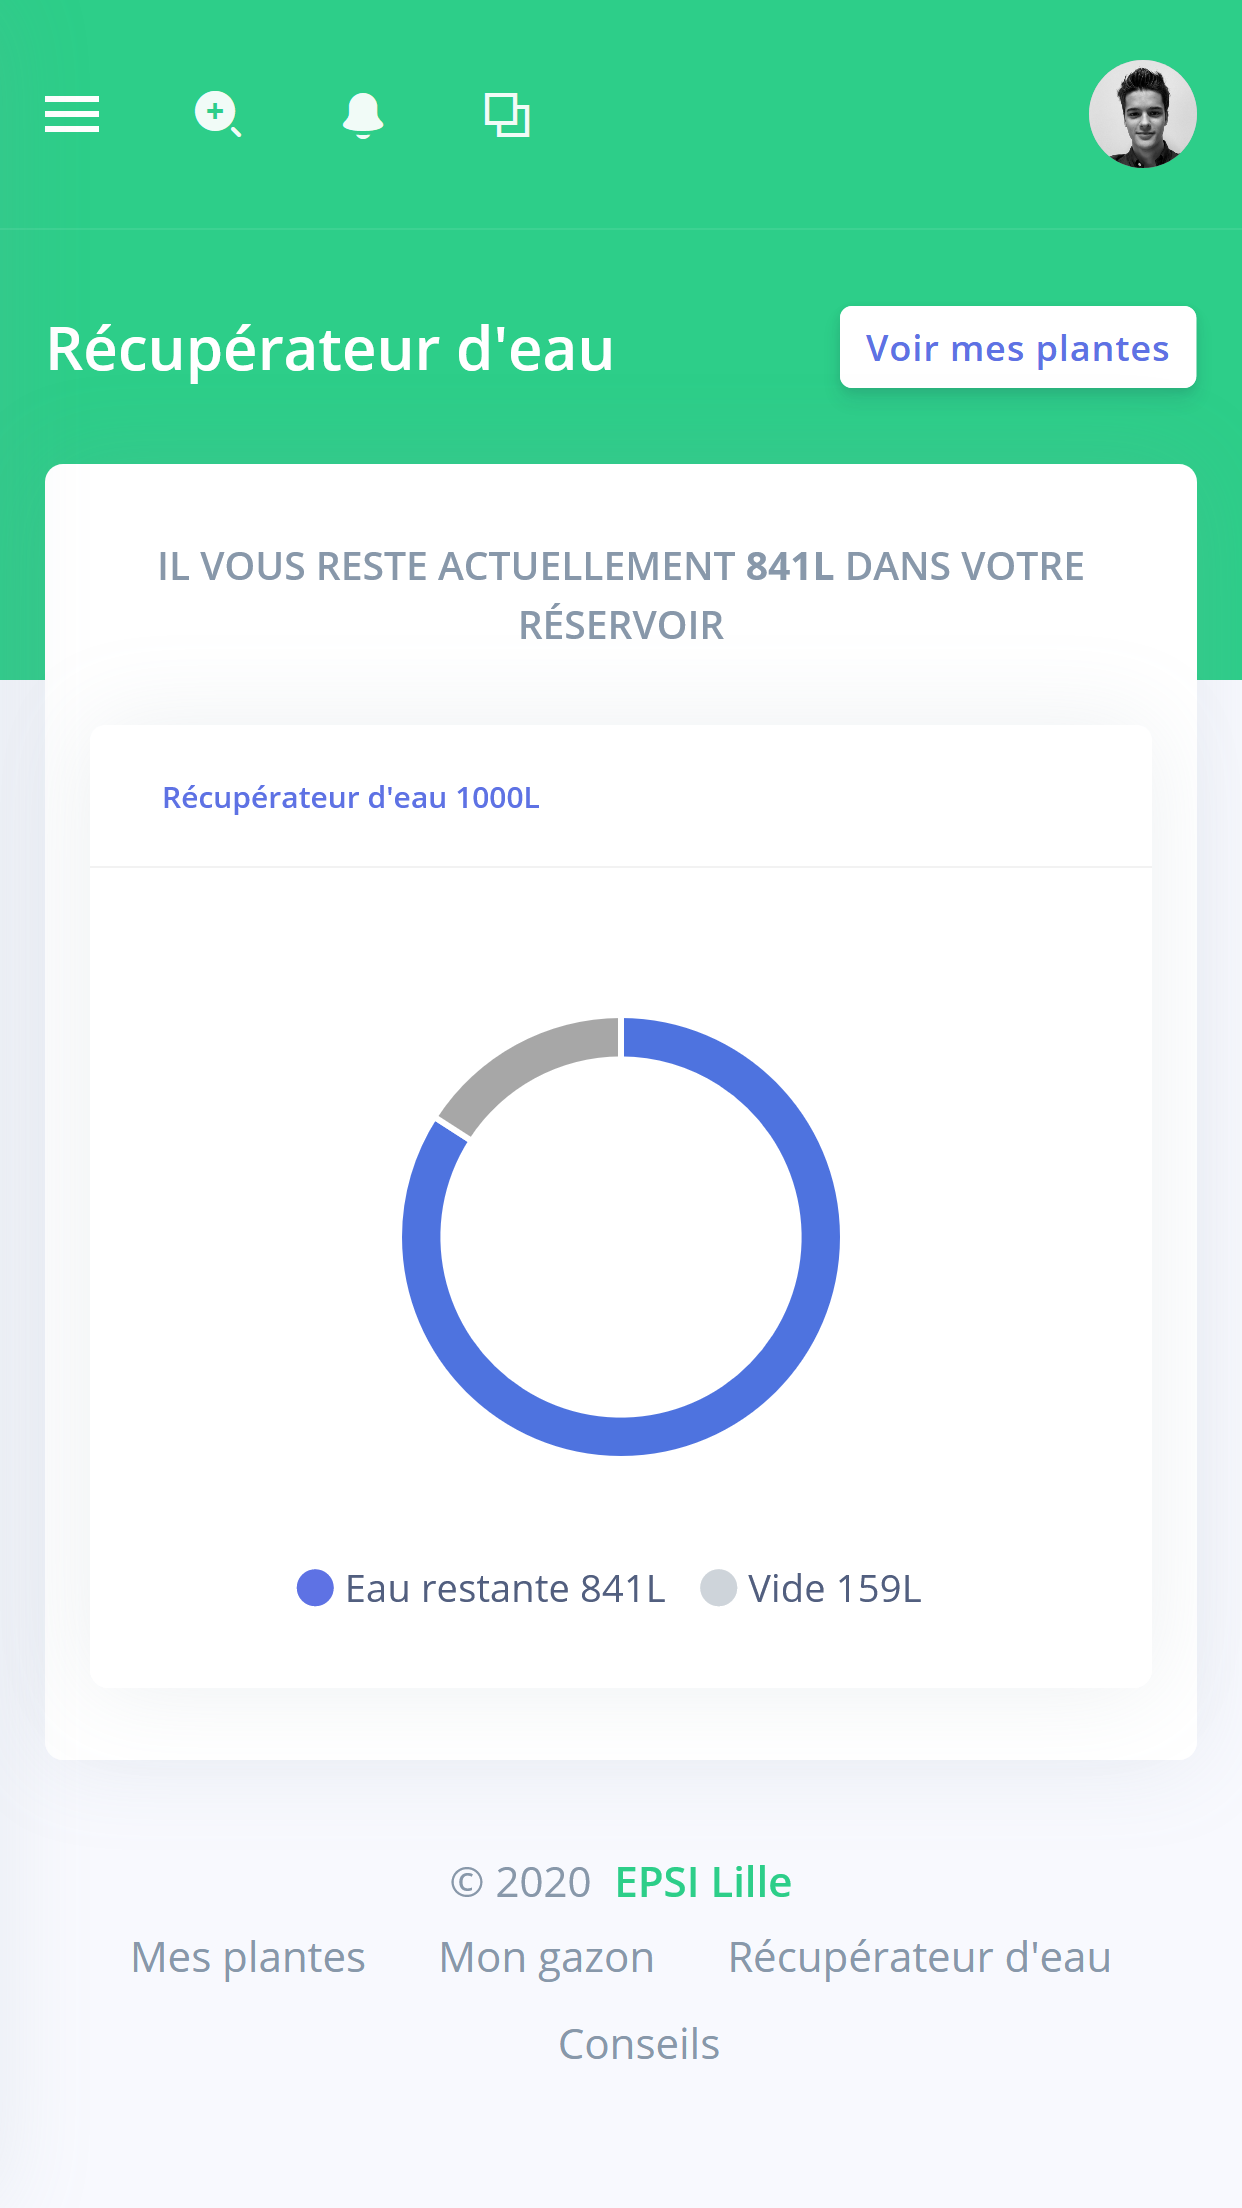 Récupérateur d'eau
Voir mes plantes
IL VOUS RESTE ACTUELLEMENT 841L DANS VOTRE
RÉSERVOIR
Récupérateur d'eau 1000L
Eau restante 841L Vide 159L
© 2020 EPSI Lille
Mes plantes Mon gazon Récupérateur d'eau
Conseils